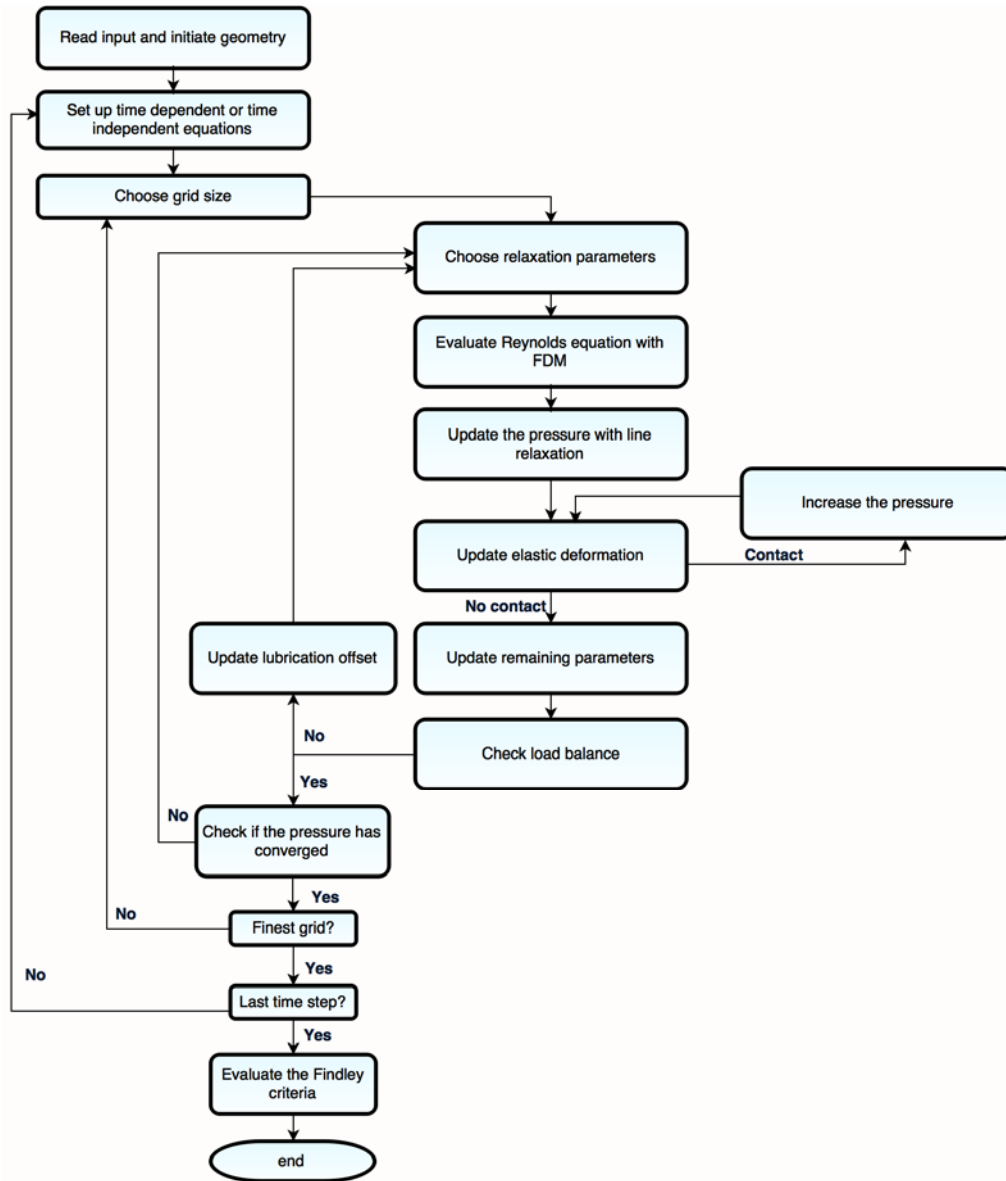 Read input and initiate geometry
Set up time dependent or time
independent equations
Choose grid size
Choose relaxation parameters
Evaluate Reynolds equation with
FDM
Update the pressure with line
relaxation
Increase the pressure
Update elastic deformation
Contact
No contact
Update lubrication offset
Update remaining parameters
No
Check load balance
Yes
No
Check if the pressure has
converged
Yes
No
Finest grid?
Yes
No
Last time step?
Yes
Evaluate the Findley
criteria
end